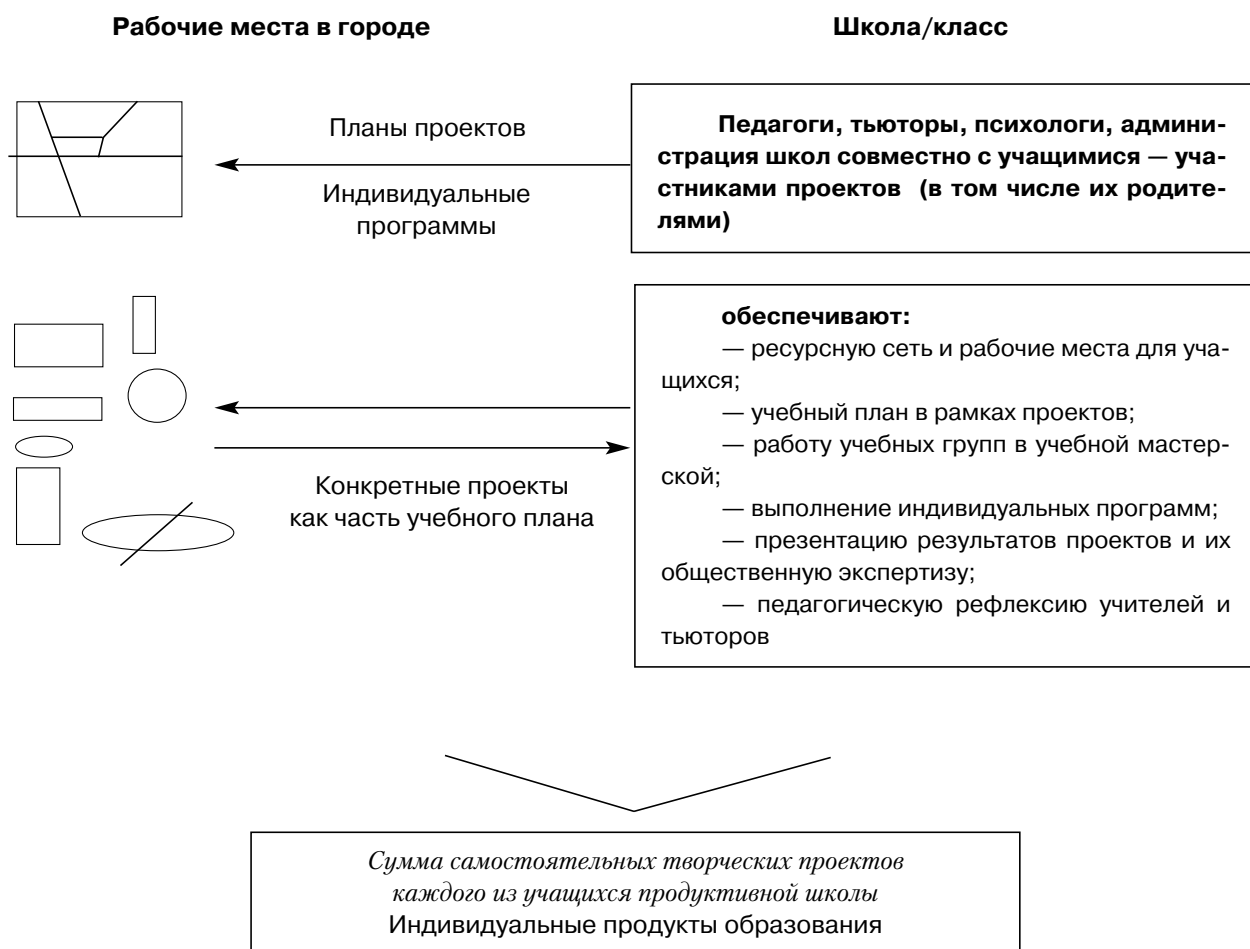 Рабочие места в городе
Школа/класс
Планы проектов
Индивидуальные
программы
Педагоги, тьюторы, психологи, админи-
страция школ совместно с учащимися — уча-
стниками проектов (в том числе их родите-
лями)
обеспечивают:
— ресурсную сеть и рабочие места для уча-
щихся;
— учебный план в рамках проектов;
— работу учебных групп в учебной мастер-
ской;
— выполнение индивидуальных программ;
— презентацию результатов проектов и их
общественную экспертизу;
— педагогическую рефлексию учителей и
тьюторов
Конкретные проекты
как часть учебного плана
Сумма самостоятельных творческих проектов
каждого из учащихся продуктивной школы
Индивидуальные продукты образования